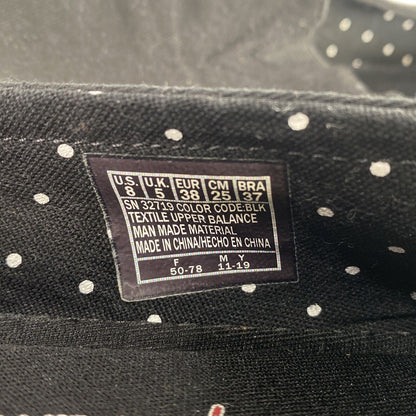 U.S. U.K. EUR CM BRA
8 5 38 25 37
SN 32719 COLOR CODE:BLK
TEXTILE UPPER BALANCE
MAN MADE MATERIAL
MADE IN CHINA/HECHO EN CHINA
F M Y
50-78 11-19